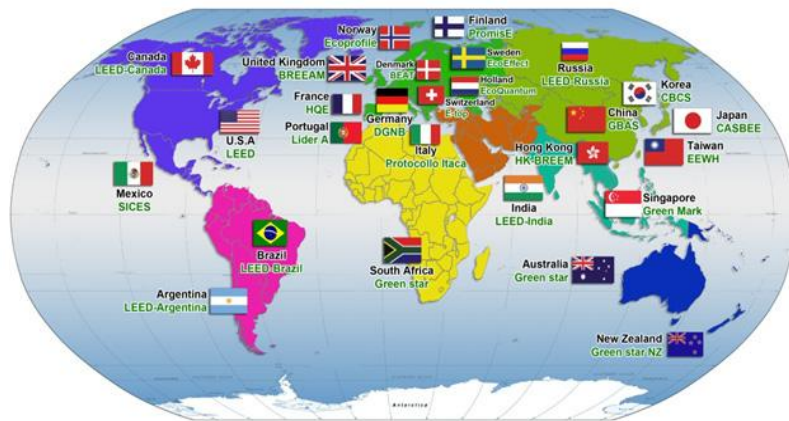 Norway
Ecoprofile
Finland
PromisE
Canada
LEED-Canada
United Kingdom
BREEAM
Denmark
BEAT
Sweden
EcoEffect
Holland
EcoQuantum
Russia
LEED-Russia
Korea
CBCS
France
HQE
Switzerland
E-top
Germany
DGNB
China
GBAS
Japan
CASBEE
U.S.A
LEED
Portugal
Lider A
Italy
Protocollo Itaca
Hong Kong
HK-BREEM
Taiwan
EEWH
Mexico
SICES
India
LEED-India
Singapore
Green Mark
Brazil
LEED-Brazil
South Africa
Green star
Australia
Green star
Argentina
LEED-Argentina
New Zealand
Green star NZ
Antarctica